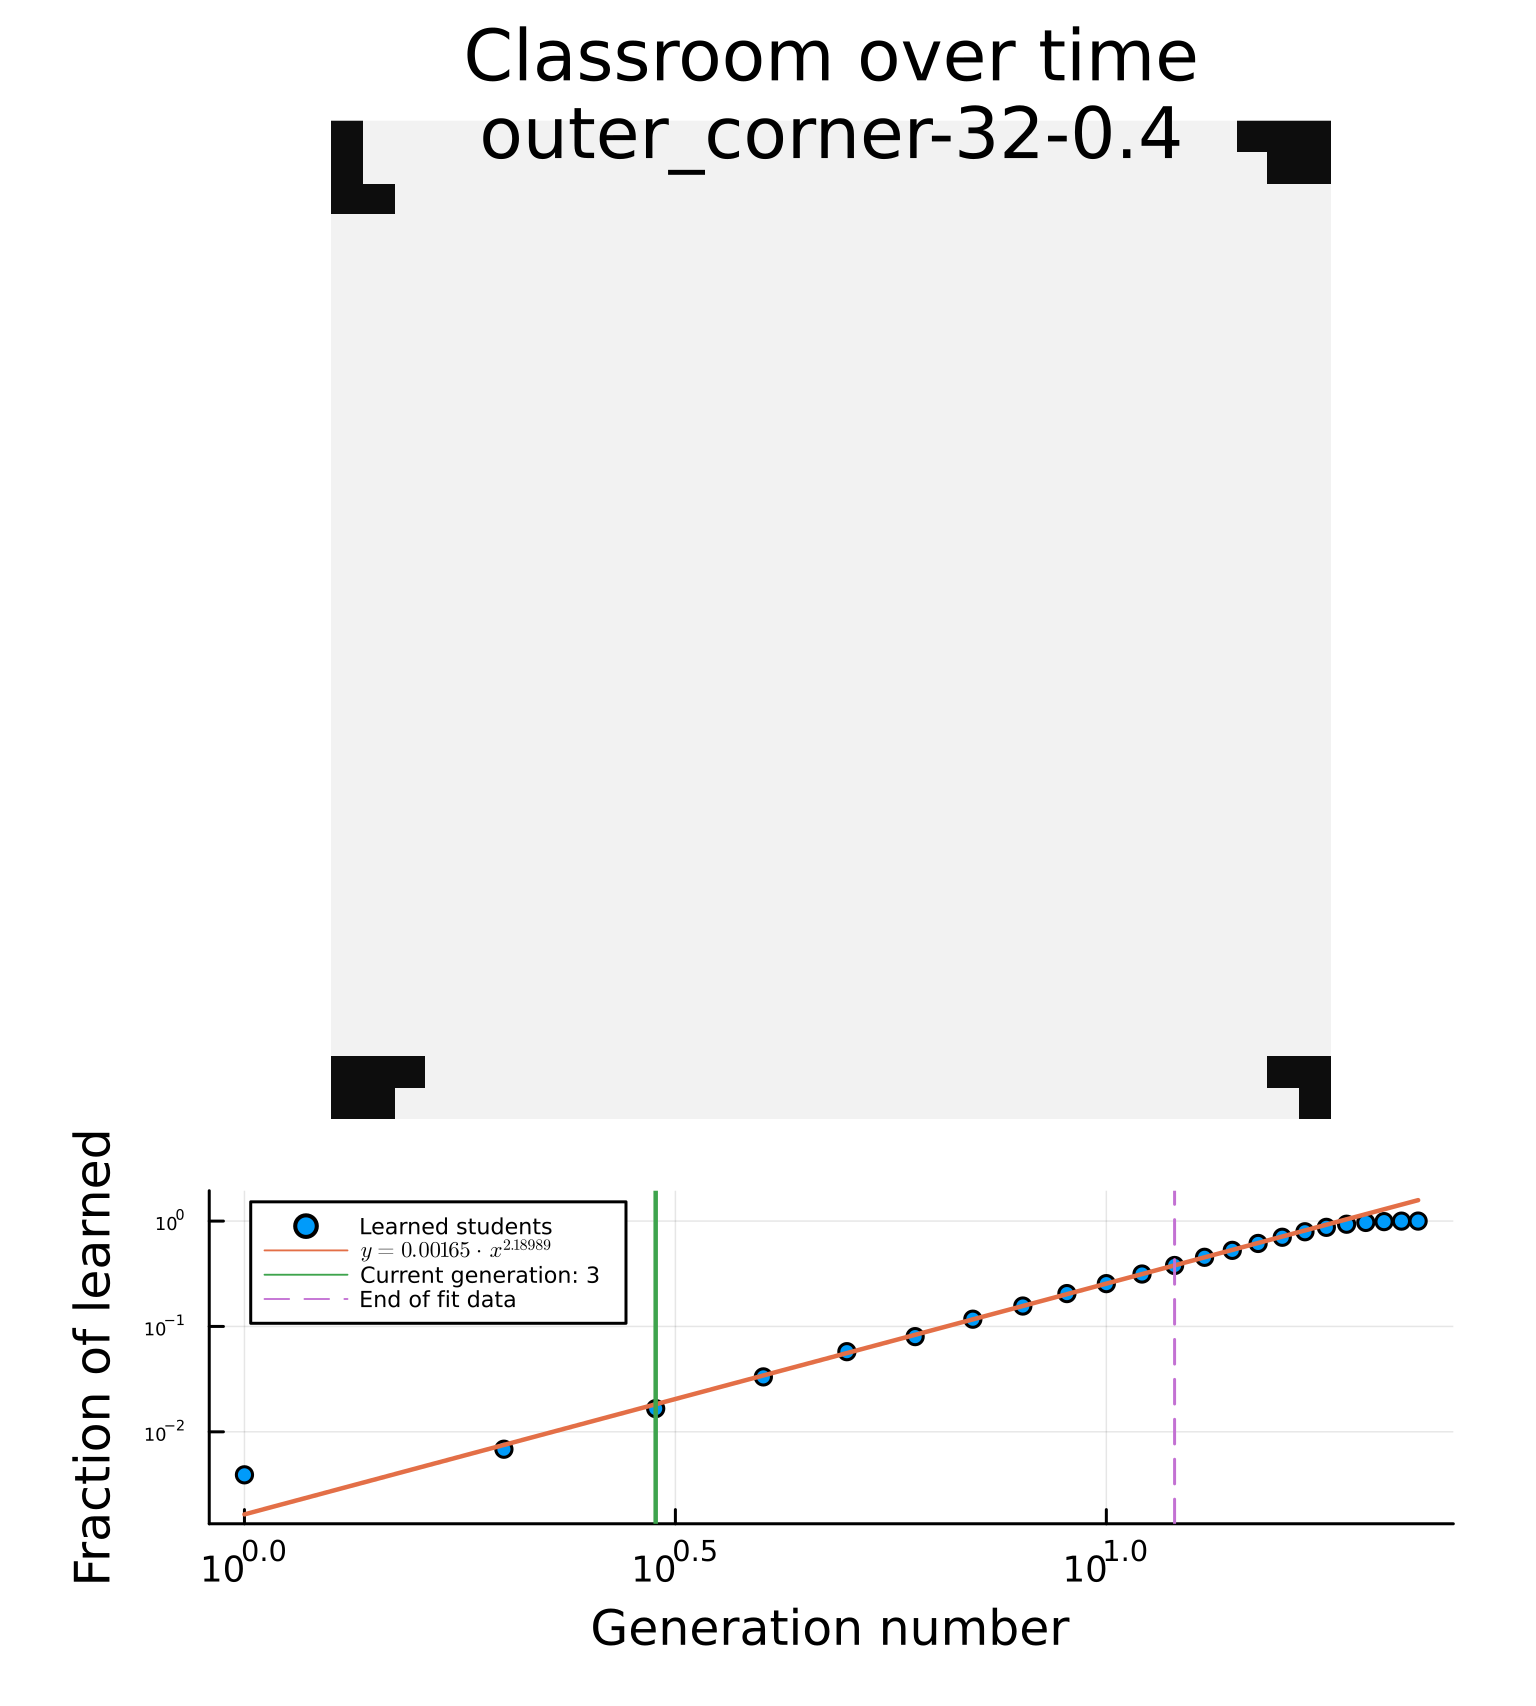 Classroom over time
outer_corner-32-0.4
Fraction of learned
10^0
10^-1
10^-2
Learned students
y = 0.00165 · x^2.18989
Current generation: 3
End of fit data
10^0.0 10^0.5 10^1.0
Generation number